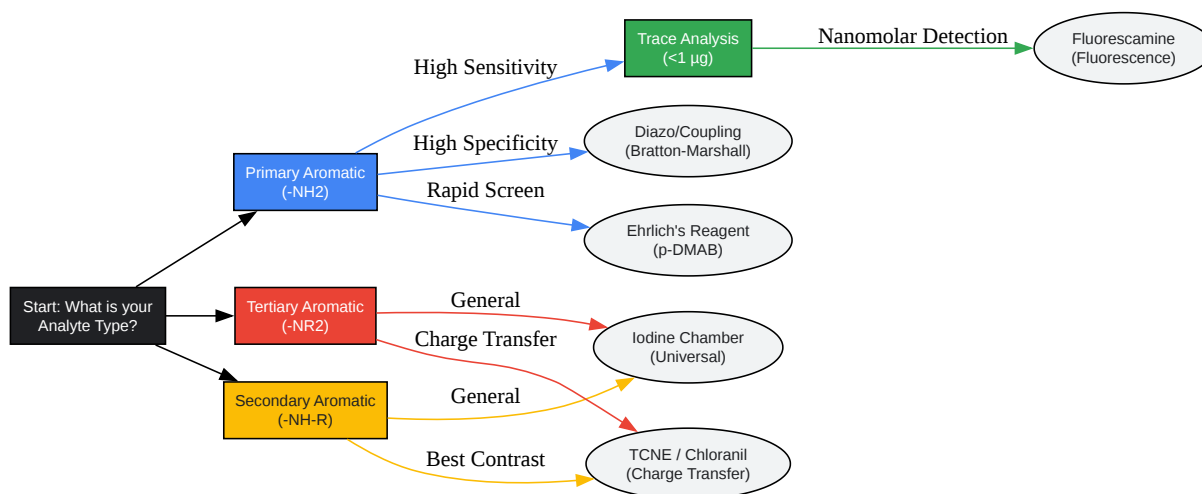 Trace Analysis
(<1 µg)
Nanomolar Detection
Fluorescamine
(Fluorescence)
High Sensitivity
Diazo/Coupling
(Bratton-Marshall)
High Specificity
Primary Aromatic
(-NH2)
Rapid Screen
Ehrlich's Reagent
(p-DMAB)
Start: What is your
Analyte Type?
Tertiary Aromatic
(-NR2)
General
Charge Transfer
Iodine Chamber
(Universal)
Secondary Aromatic
(-NH-R)
General
Best Contrast
TCNE / Chloranil
(Charge Transfer)